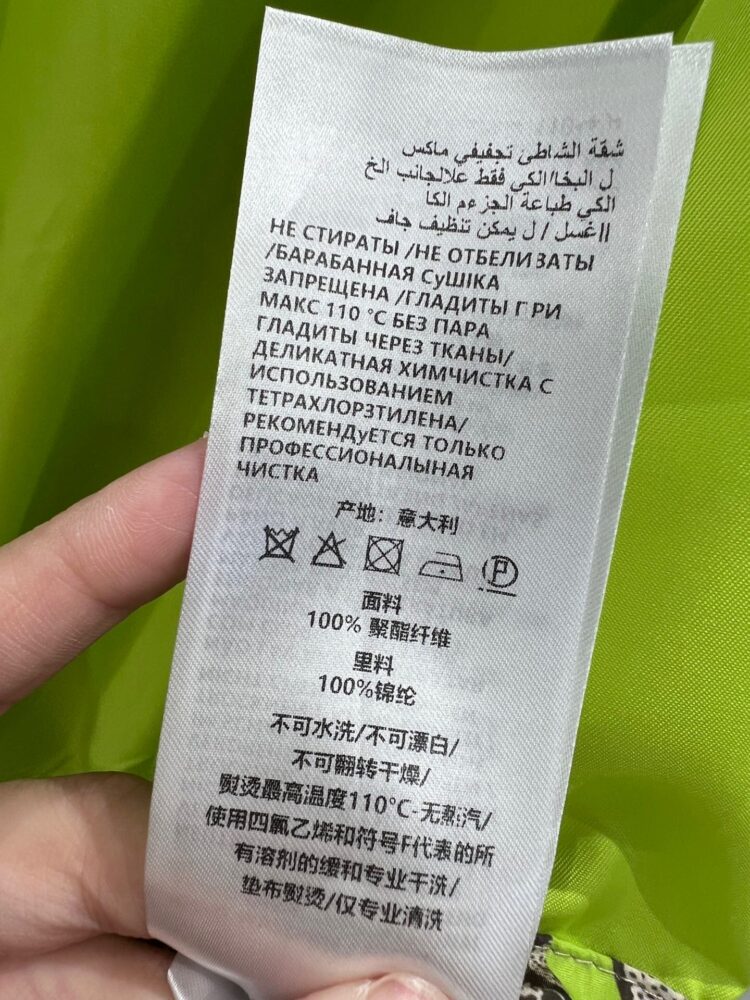 شقة الشاطئ تجفيفي ماكس
ل البخا/الكي فقط علالجانب الخ
الكي طباعة الجزءم الكا
||غسل / ل يمكن تنظيف جاف
НЕ СТИРАТЫ /НЕ ОТБЕЛИЗАТЫ
/БАРАБАННАЯ СуШІКА
ЗАПРЕЩЕНА /ГЛАДИТЫ ГРИ
МАКС 110 °C БЕЗ ПАРА
ГЛАДИТЫ ЧЕРЕЗ ТКАНЫ/
ДЕЛИКАТНАЯ ХИМЧИСТКА С
ИСПОЛЬЗОВАНИЕМ
ТЕТРАХЛОРЗТИЛЕНА/
РЕКОМЕНДуЕТСЯ ТОЛЬКО
ПРОФЕССИОНАЛЫНАЯ
ЧИСТКА
产地：意大利
P
面料
100% 聚酯纤维
里料
100%锦纶
不可水洗/不可漂白/
不可翻转干燥/
熨烫最高温度110°C-无蒸汽/
使用四氯乙烯和符号F代表的所
有溶剂的缓和专业干洗/
垫布熨烫/仅专业清洗